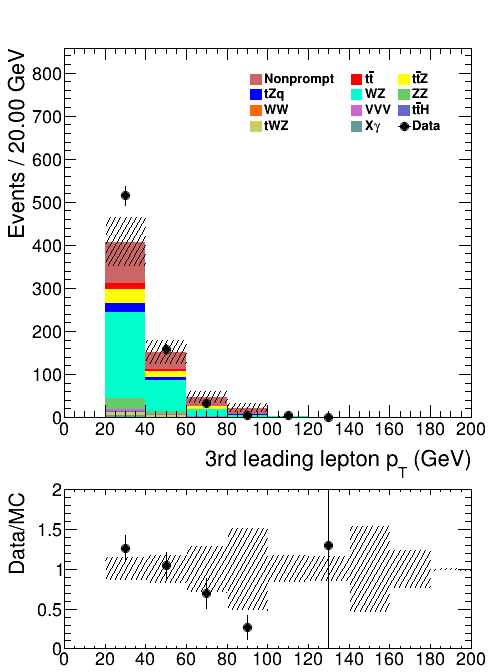 Events / 20.00 GeV
800
700
600
500
400
300
200
100
0
Nonprompt tt̄ tt̄Z
tZq WZ ZZ
WW VVV tt̄H
tWZ Xγ Data
0 20 40 60 80 100 120 140 160 180 200
3rd leading lepton p_T (GeV)
Data/MC
2
1.5
1
0.5
0
0 20 40 60 80 100 120 140 160 180 200